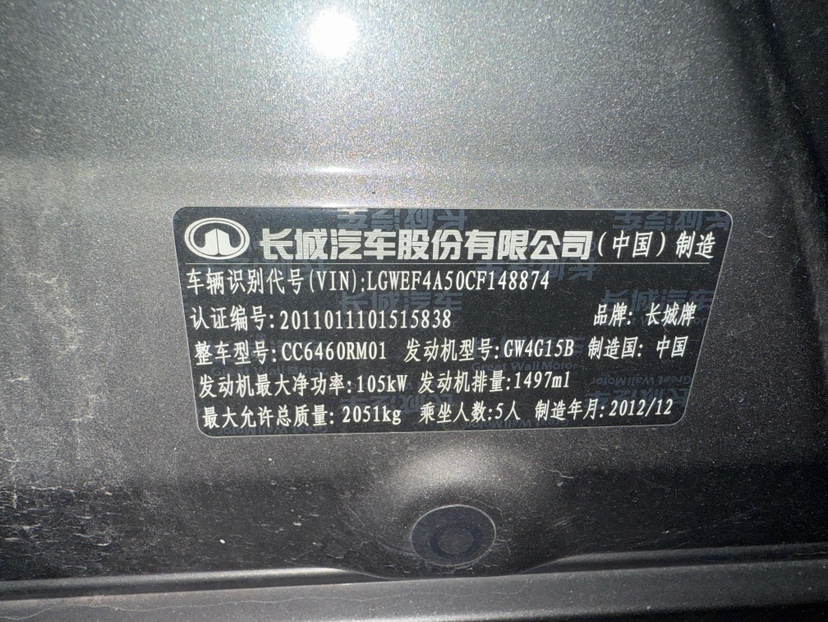 长城汽车股份有限公司(中国)制造
车辆识别代号(VIN):LGWEF4A50CF148874
认证编号:2011011101515838 品牌: 长城牌
整车型号:CC6460RM01 发动机型号:GW4G15B 制造国: 中国
发动机最大净功率:105kW 发动机排量:1497ml
最大允许总质量: 2051kg 乘坐人数:5人 制造年月:2012/12